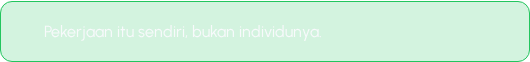 Pekerjaan itu sendiri, bukan individunya.